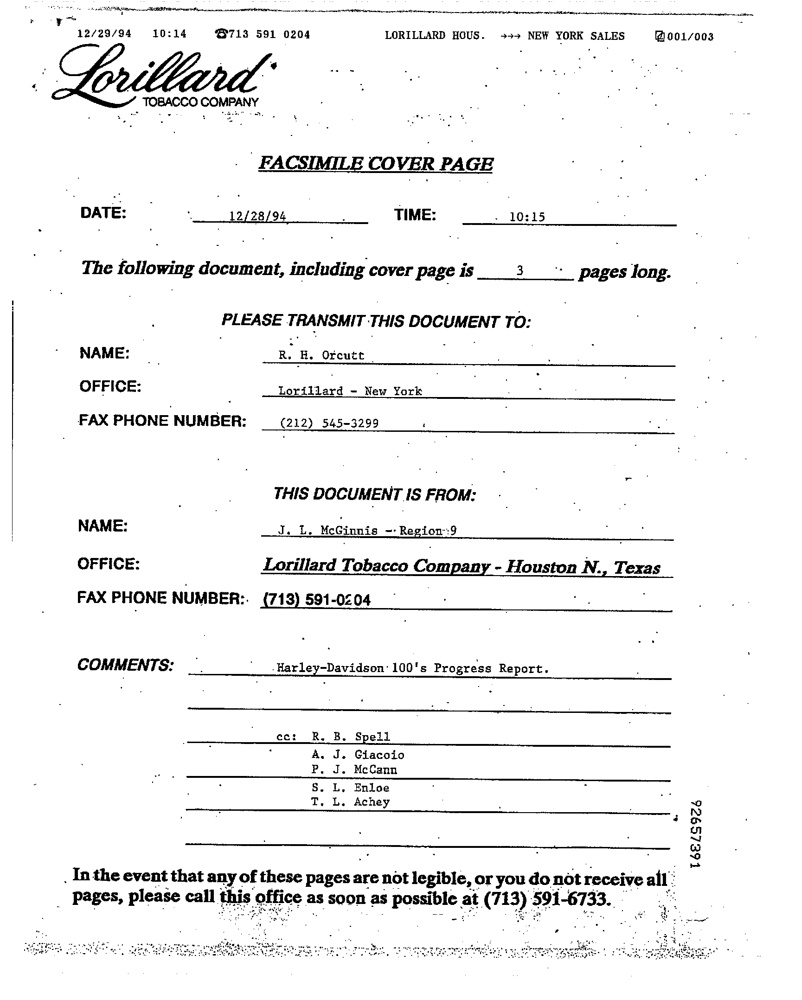 12/29/94 10:14 ☎713 591 0204 LORILLARD HOUS. →→→ NEW YORK SALES 001/003
Lorillard
TOBACCO COMPANY
FACSIMILE COVER PAGE
DATE: 12/28/94 TIME: 10:15
The following document, including cover page is 3 pages long.
PLEASE TRANSMIT THIS DOCUMENT TO:
NAME: R. H. Orcutt
OFFICE: Lorillard - New York
FAX PHONE NUMBER: (212) 545-3299
THIS DOCUMENT IS FROM:
NAME: J. L. McGinnis - Region 9
OFFICE: Lorillard Tobacco Company - Houston N., Texas
FAX PHONE NUMBER: (713) 591-0204
COMMENTS: Harley-Davidson 100's Progress Report.
cc: R. B. Spell
A. J. Giacoio
P. J. McCann
S. L. Enloe
T. L. Achey
92657391
In the event that any of these pages are not legible, or you do not receive all
pages, please call this office as soon as possible at (713) 591-6733.